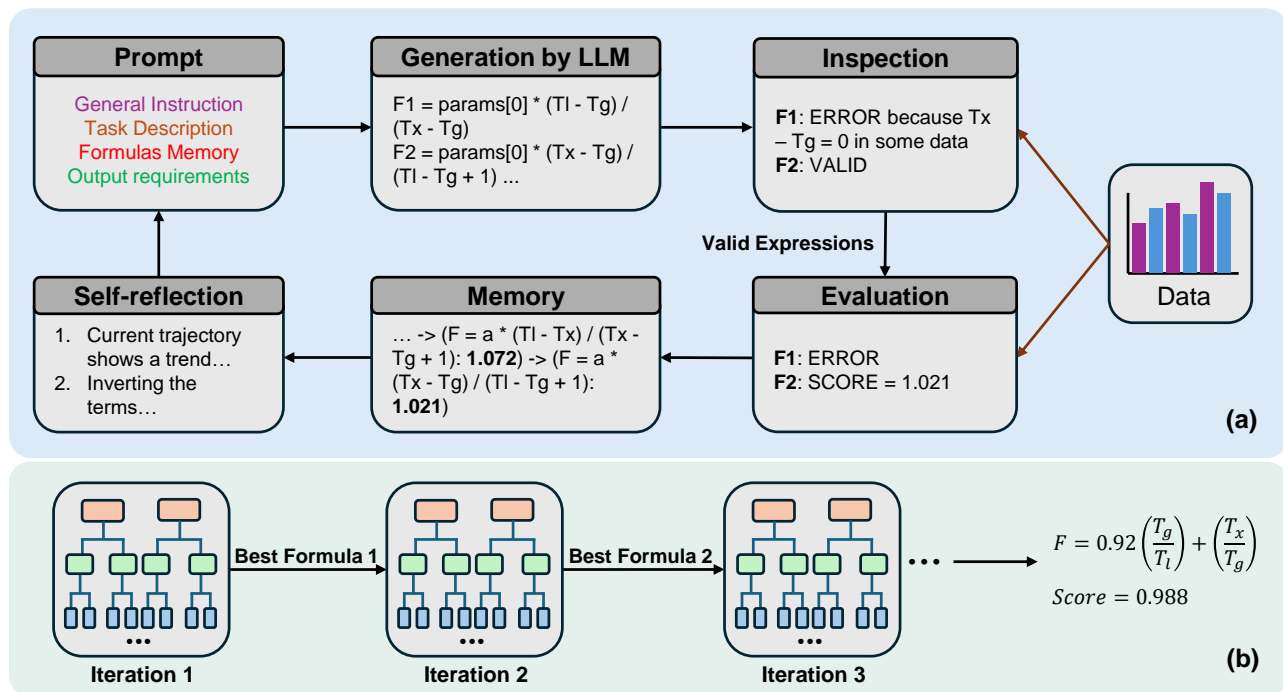 Prompt
General Instruction
Task Description
Formulas Memory
Output requirements
Generation by LLM
F1 = params[0] * (Tl - Tg) /
(Tx - Tg)
F2 = params[0] * (Tx - Tg) /
(Tl - Tg + 1) ...
Inspection
F1: ERROR because Tx
– Tg = 0 in some data
F2: VALID
Data
Valid Expressions
Self-reflection
1. Current trajectory
shows a trend…
2. Inverting the
terms…
Memory
… -> (F = a * (Tl - Tx) / (Tx -
Tg + 1): 1.072) -> (F = a *
(Tx - Tg) / (Tl - Tg + 1):
1.021)
Evaluation
F1: ERROR
F2: SCORE = 1.021
(a)
Best Formula 1
Best Formula 2
...
...
...
...
Iteration 1
Iteration 2
Iteration 3
F = 0.92 (T_g/T_l) + (T_x/T_g)
Score = 0.988
(b)